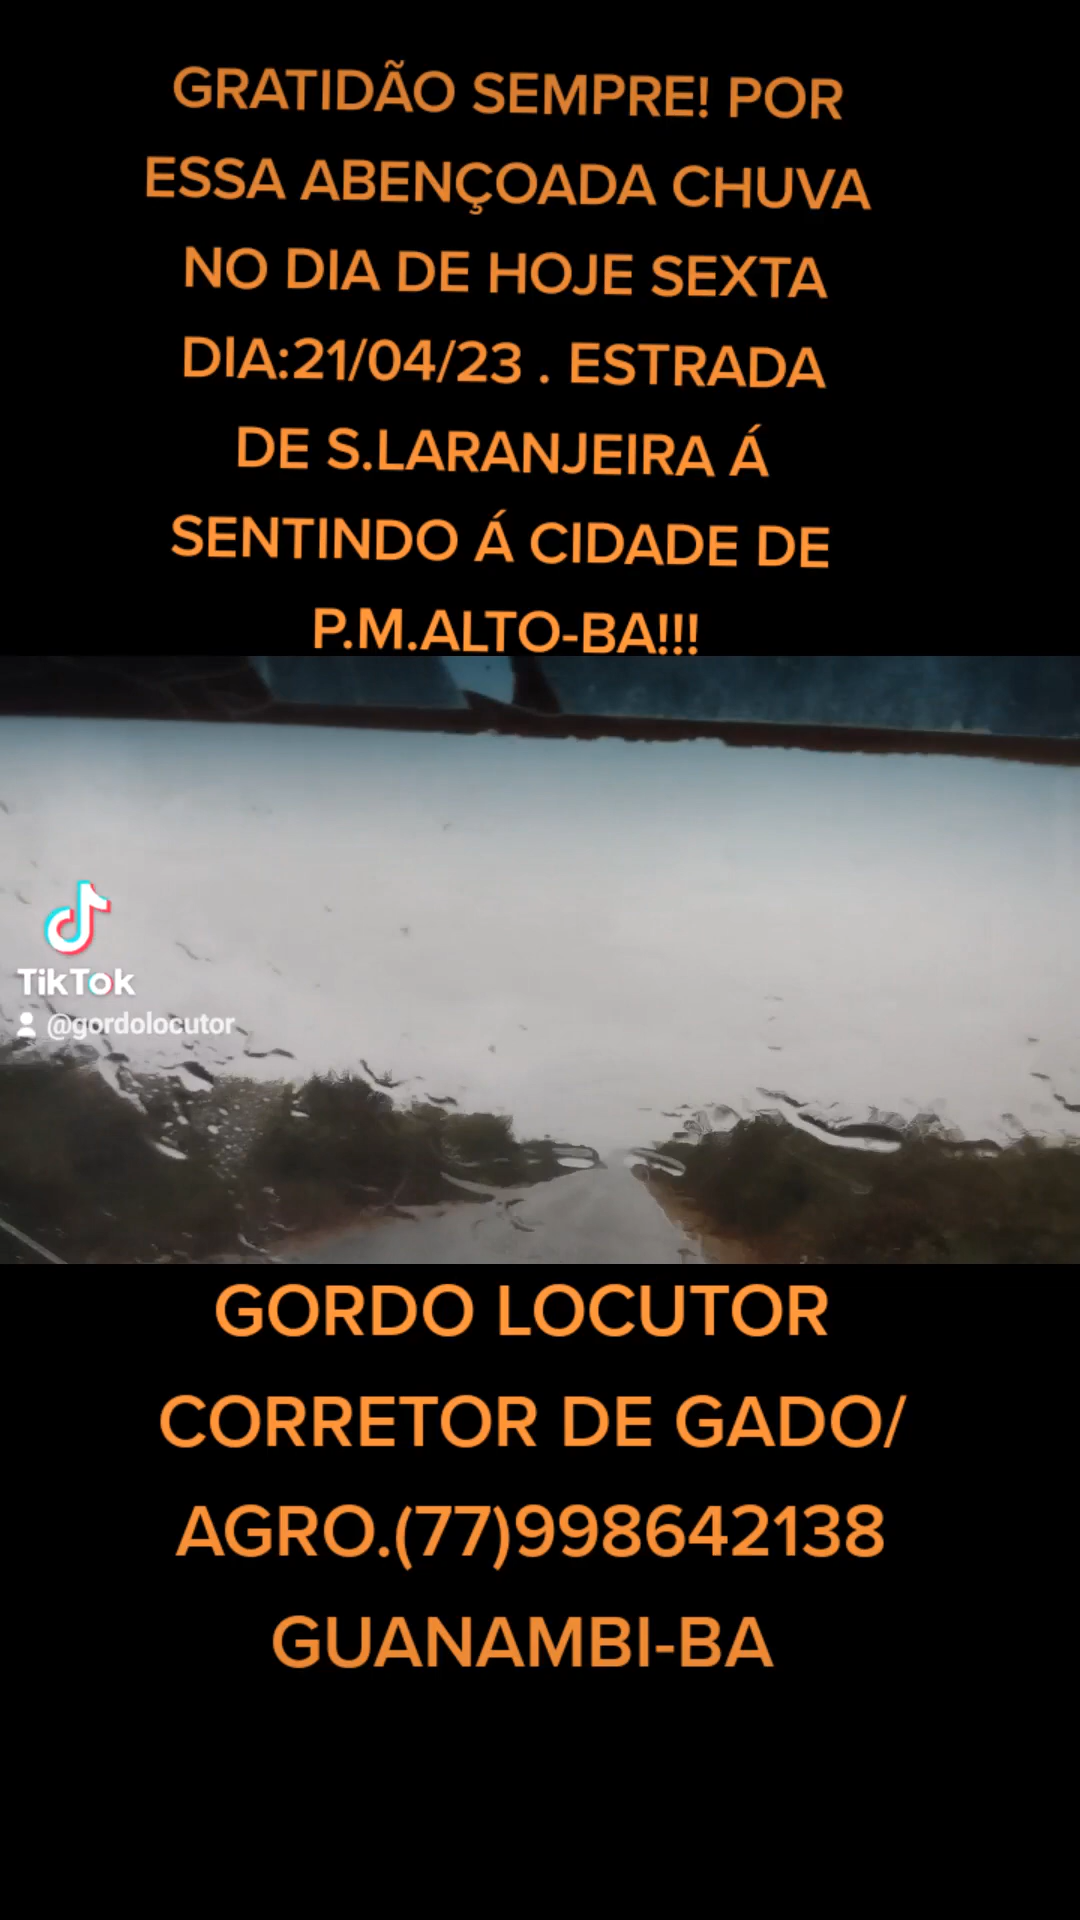 GRATIDÃO SEMPRE! POR
ESSA ABENÇOADA CHUVA
NO DIA DE HOJE SEXTA
DIA:21/04/23 . ESTRADA
DE S.LARANJEIRA Á
SENTINDO Á CIDADE DE
P.M.ALTO-BA!!!
TikTok
@gordolocutor
GORDO LOCUTOR
CORRETOR DE GADO/
AGRO.(77)998642138
GUANAMBI-BA